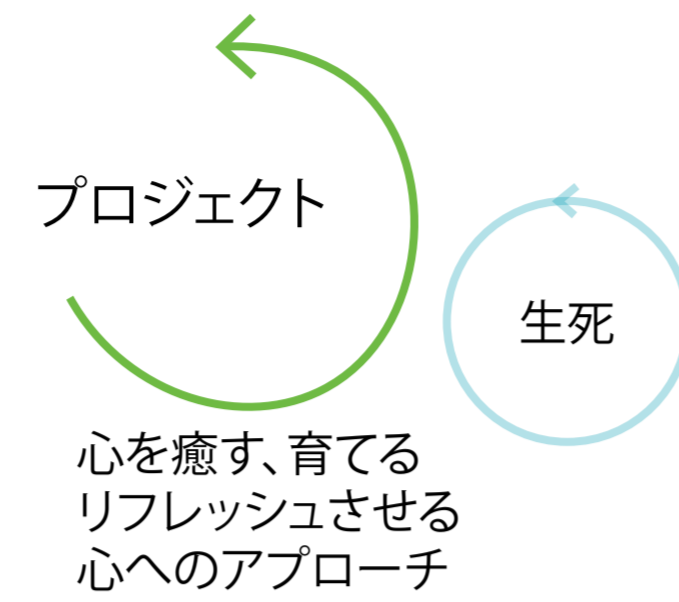 プロジェクト
生死
心を癒す、育てる
リフレッシュさせる
心へのアプローチ